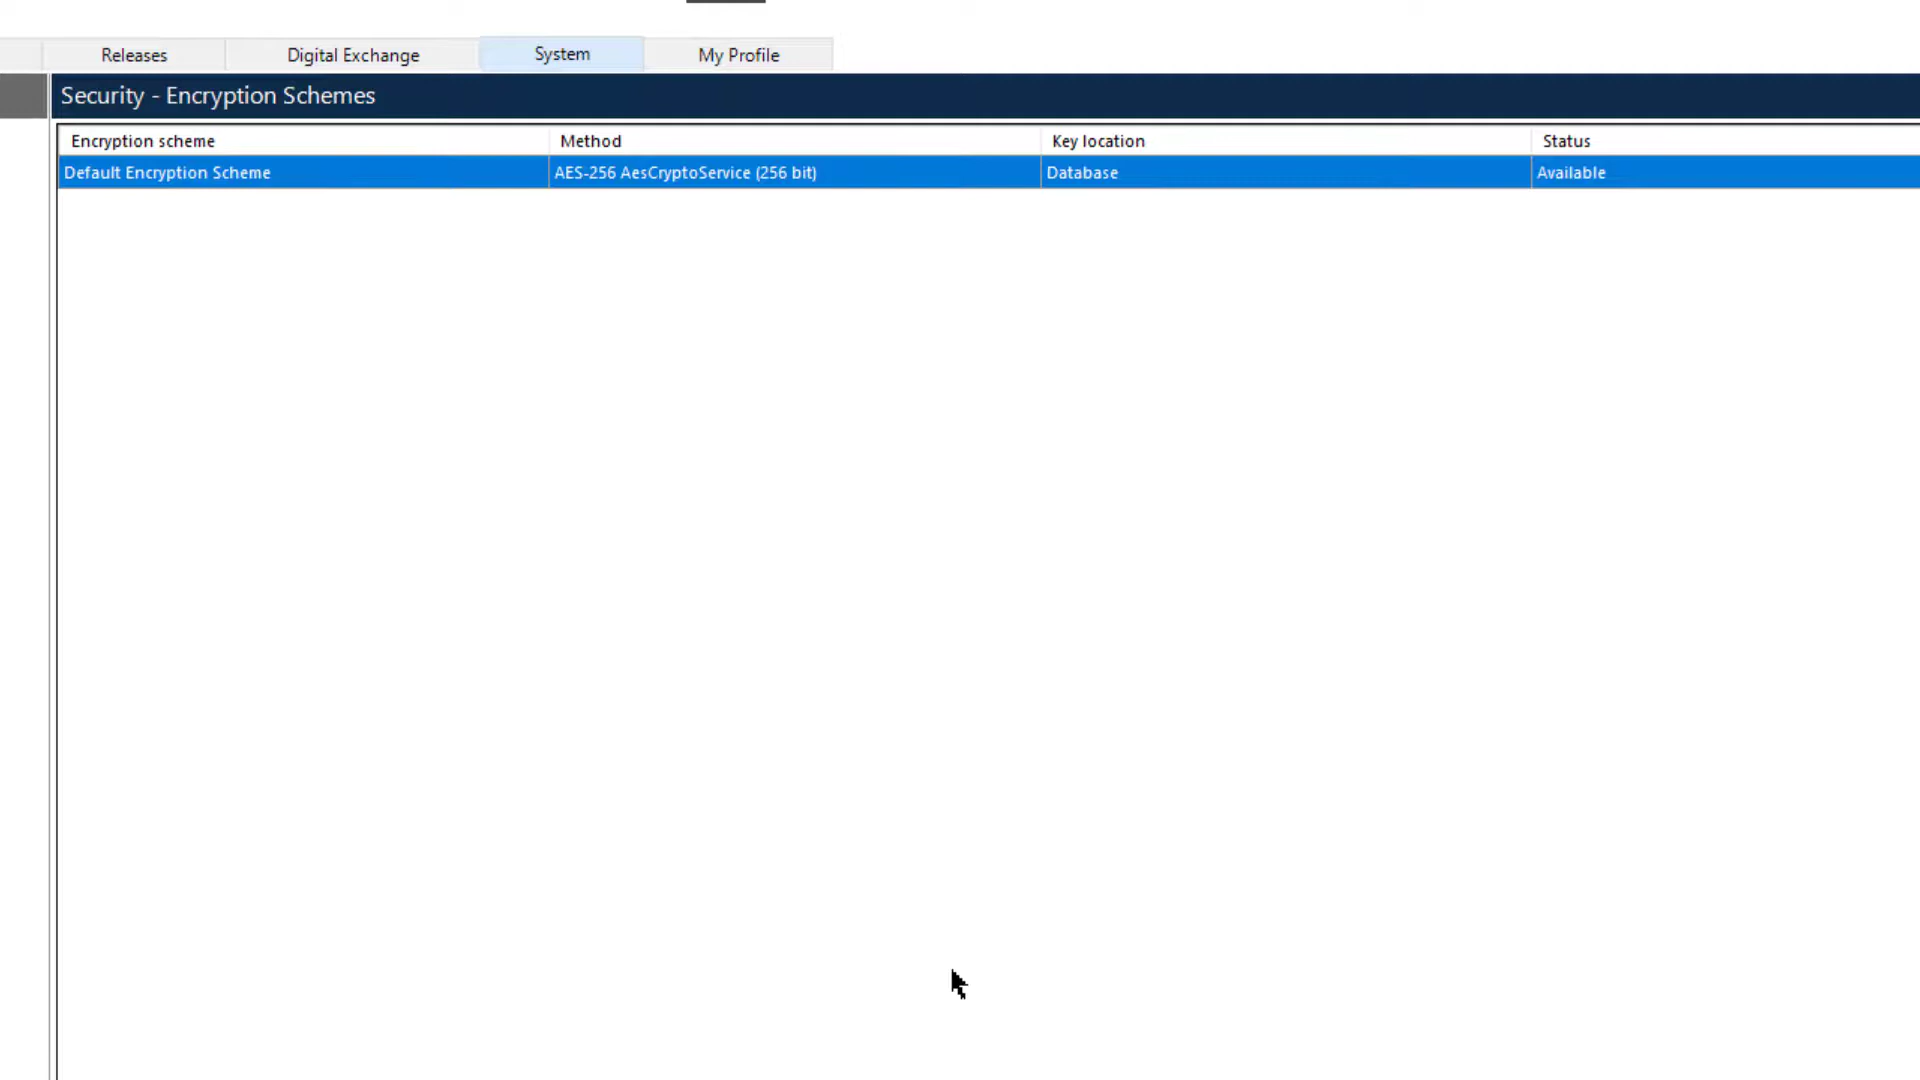 Releases Digital Exchange System My Profile
Security - Encryption Schemes
Encryption scheme Method Key location Status
Default Encryption Scheme AES-256 AesCryptoService (256 bit) Database Available